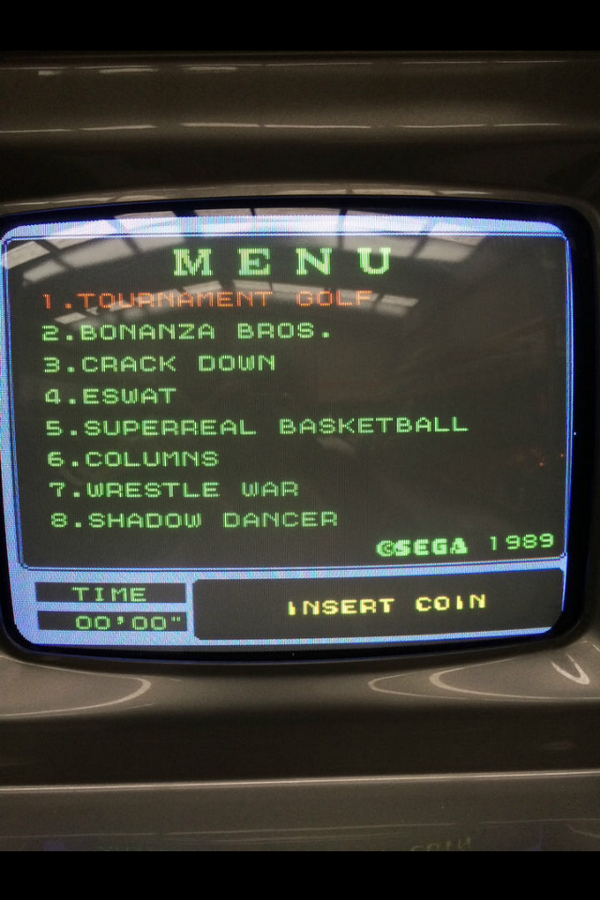 MENU
1.TOURNAMENT GOLF
2.BONANZA BROS.
3.CRACK DOWN
4.ESWAT
5.SUPERREAL BASKETBALL
6.COLUMNS
7.WRESTLE WAR
8.SHADOW DANCER
©SEGA 1989
TIME
00'00"
INSERT COIN